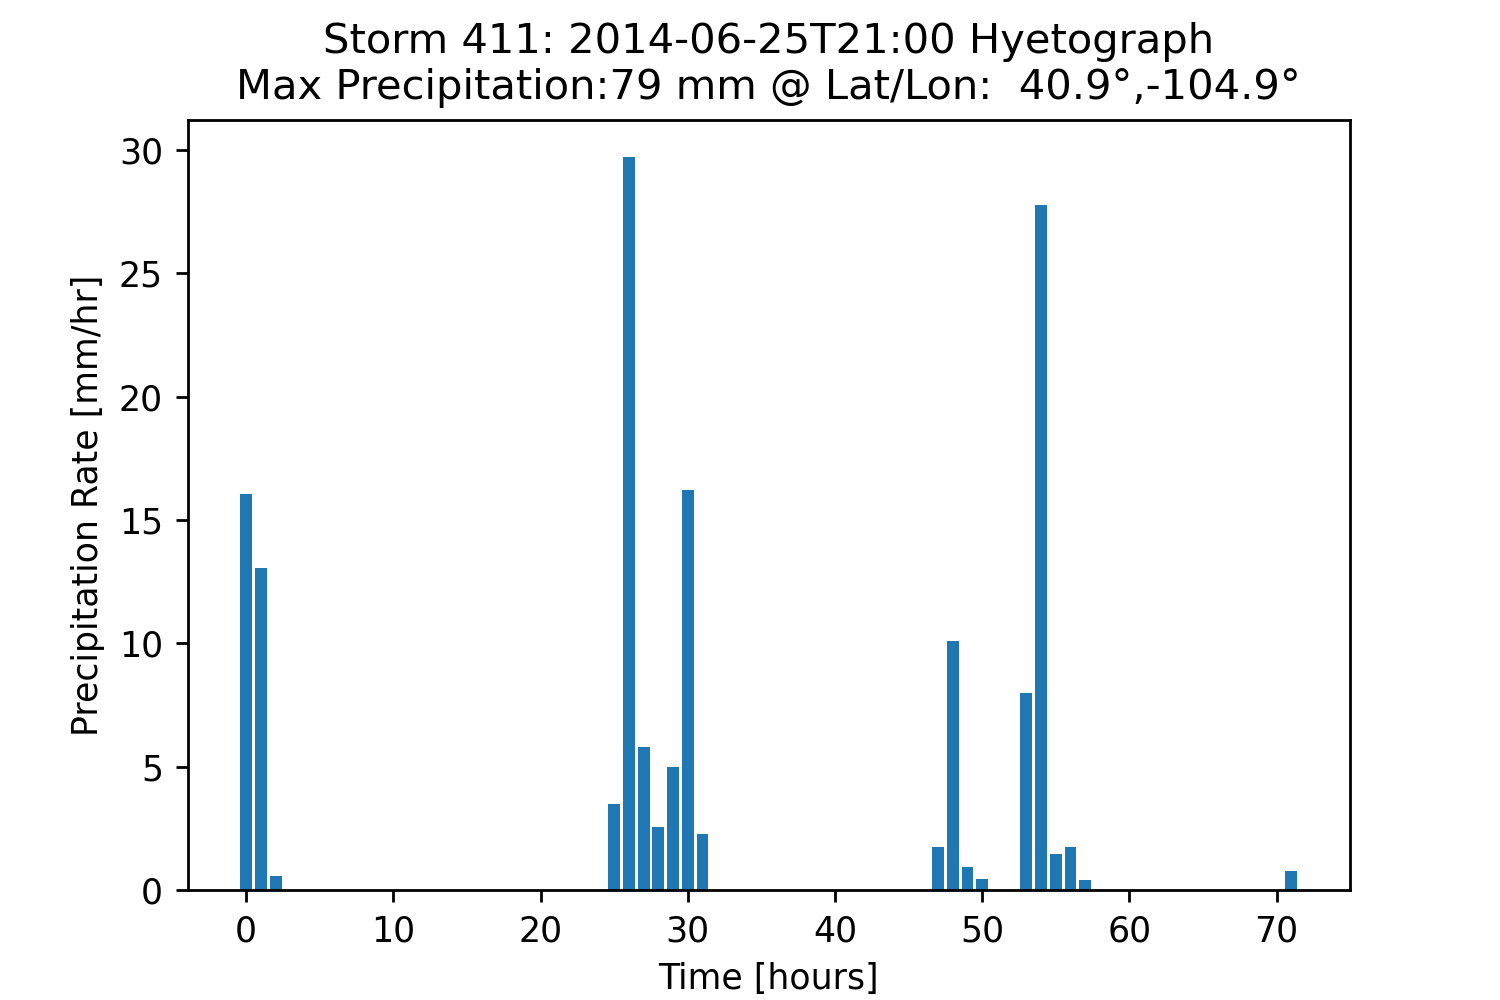 Storm 411: 2014-06-25T21:00 Hyetograph
Max Precipitation:79 mm @ Lat/Lon:  40.9°,-104.9°
Precipitation Rate [mm/hr]
30
25
20
15
10
5
0
0 10 20 30 40 50 60 70
Time [hours]